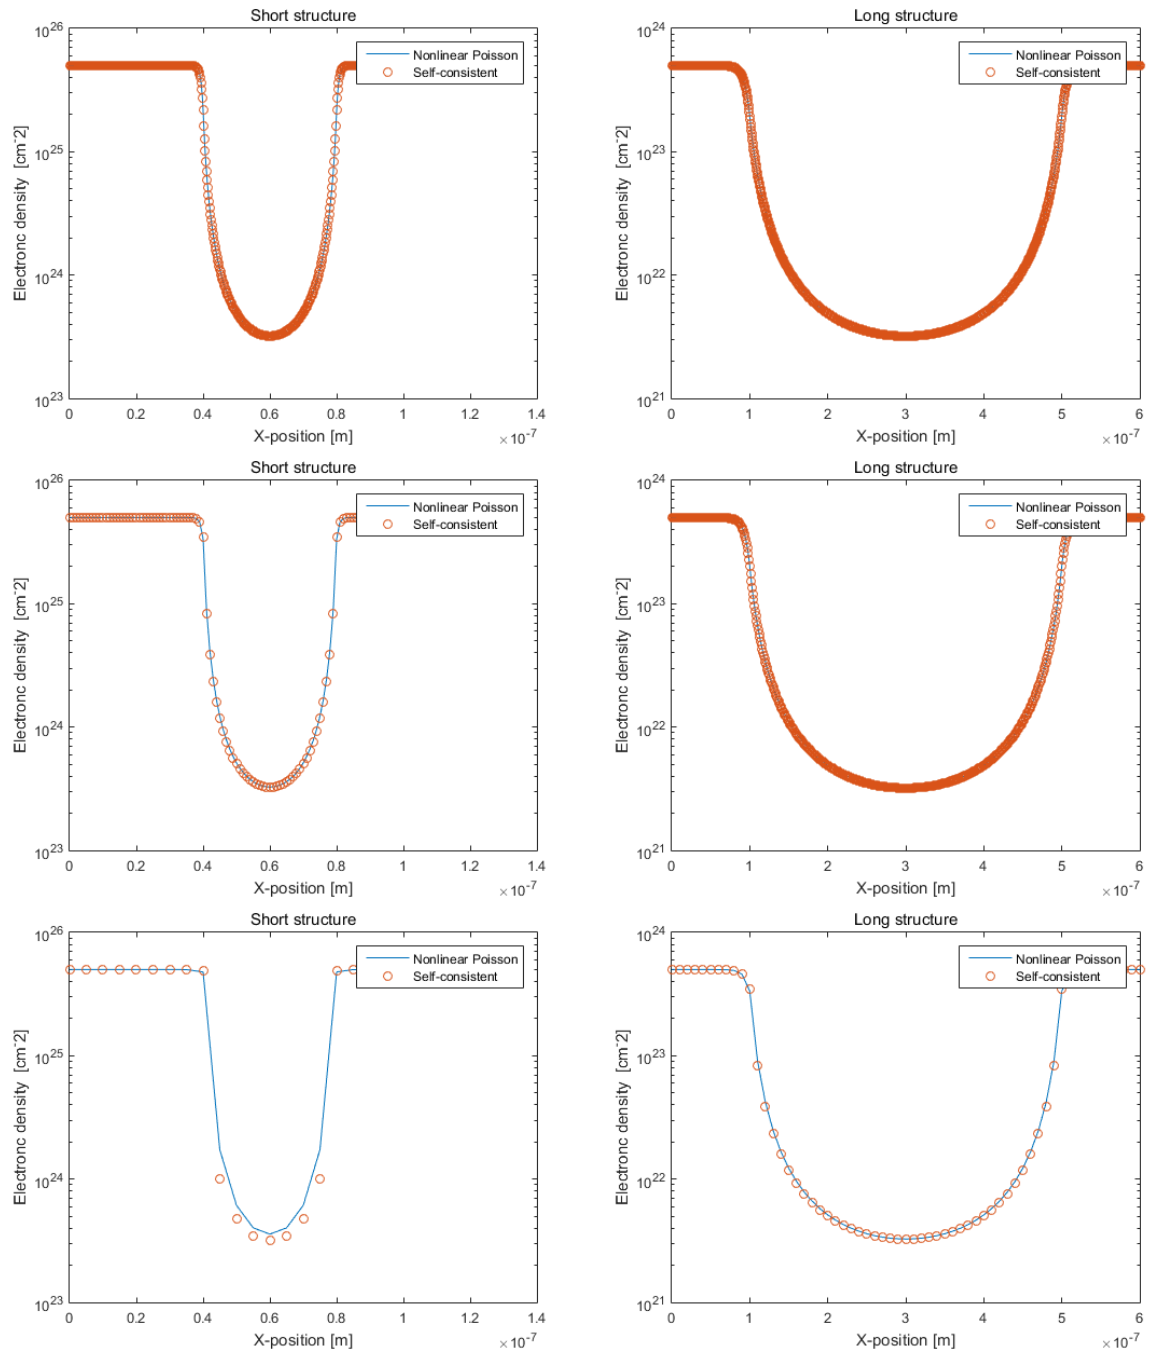 Short structure
10^26
10^25
10^24
10^23
Electronc density [cm^-2]
Nonlinear Poisson
Self-consistent
0 0.2 0.4 0.6 0.8 1 1.2 1.4
X-position [m]
×10^-7
Long structure
10^24
10^23
10^22
10^21
Electronc density [cm^-2]
Nonlinear Poisson
Self-consistent
0 1 2 3 4 5 6
X-position [m]
×10^-7
Short structure
10^26
10^25
10^24
10^23
Electronc density [cm^-2]
Nonlinear Poisson
Self-consistent
0 0.2 0.4 0.6 0.8 1 1.2 1.4
X-position [m]
×10^-7
Long structure
10^24
10^23
10^22
10^21
Electronc density [cm^-2]
Nonlinear Poisson
Self-consistent
0 1 2 3 4 5 6
X-position [m]
×10^-7
Short structure
10^26
10^25
10^24
10^23
Electronc density [cm^-2]
Nonlinear Poisson
Self-consistent
0 0.2 0.4 0.6 0.8 1 1.2 1.4
X-position [m]
×10^-7
Long structure
10^24
10^23
10^22
10^21
Electronc density [cm^-2]
Nonlinear Poisson
Self-consistent
0 1 2 3 4 5 6
X-position [m]
×10^-7